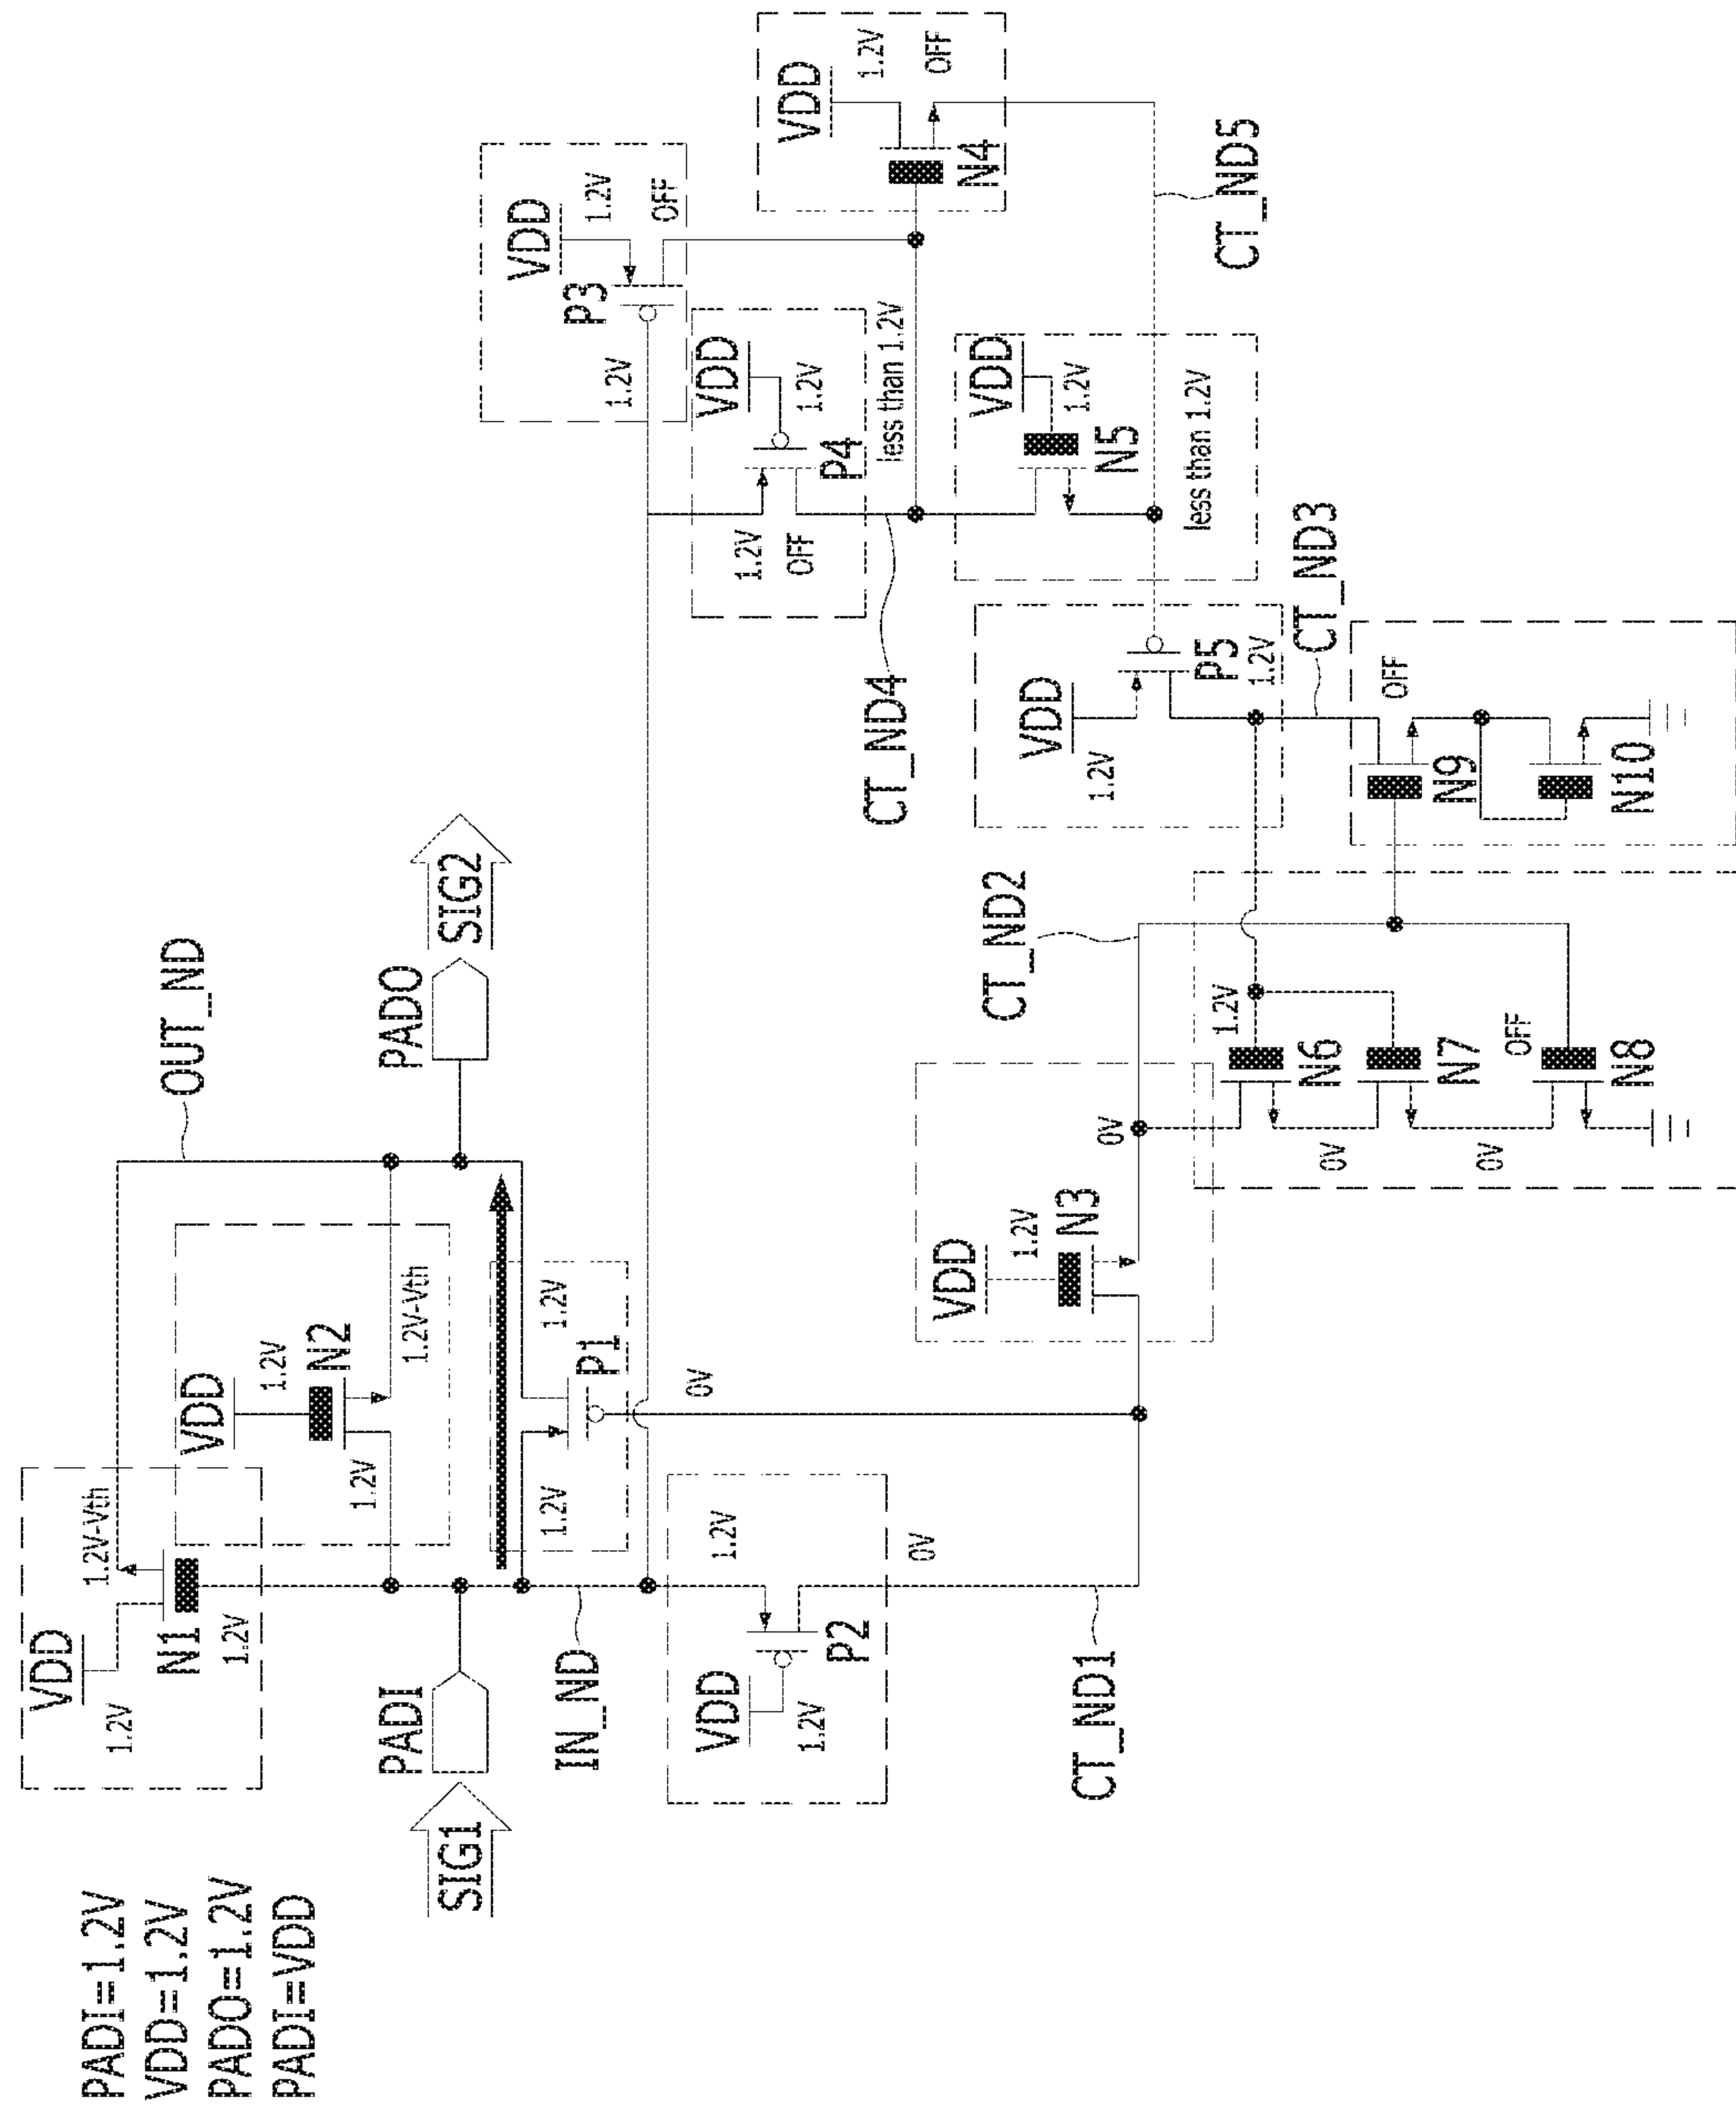 PADI=1.2V
VDD=1.2V
PADO=1.2V
PADI=VDD
SIG1
PADI
VDD
1.2V
N1
1.2V
1.2V-Vth
VDD
1.2V
N2
1.2V
1.2V-Vth
OUT_ND
PADO
SIG2
1.2V
P1
1.2V
IN_ND
0V
VDD
1.2V
P2
1.2V
0V
CT_ND1
VDD
1.2V
N3
0V
CT_ND2
1.2V
N6
0V
N7
0V
OFF
N8
VDD
1.2V
P5
1.2V
CT_ND3
OFF
N9
N10
VDD
P3
1.2V
OFF
1.2V
VDD
1.2V
P4
1.2V
OFF
CT_ND4
less than 1.2V
VDD
1.2V
N4
OFF
VDD
1.2V
N5
less than 1.2V
CT_ND5